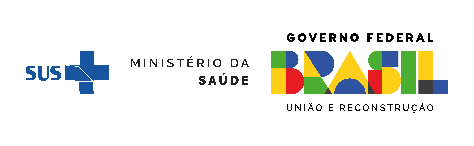 SUS
MINISTÉRIO DA
SAÚDE
GOVERNO FEDERAL
BRASIL
UNIÃO E RECONSTRUÇÃO